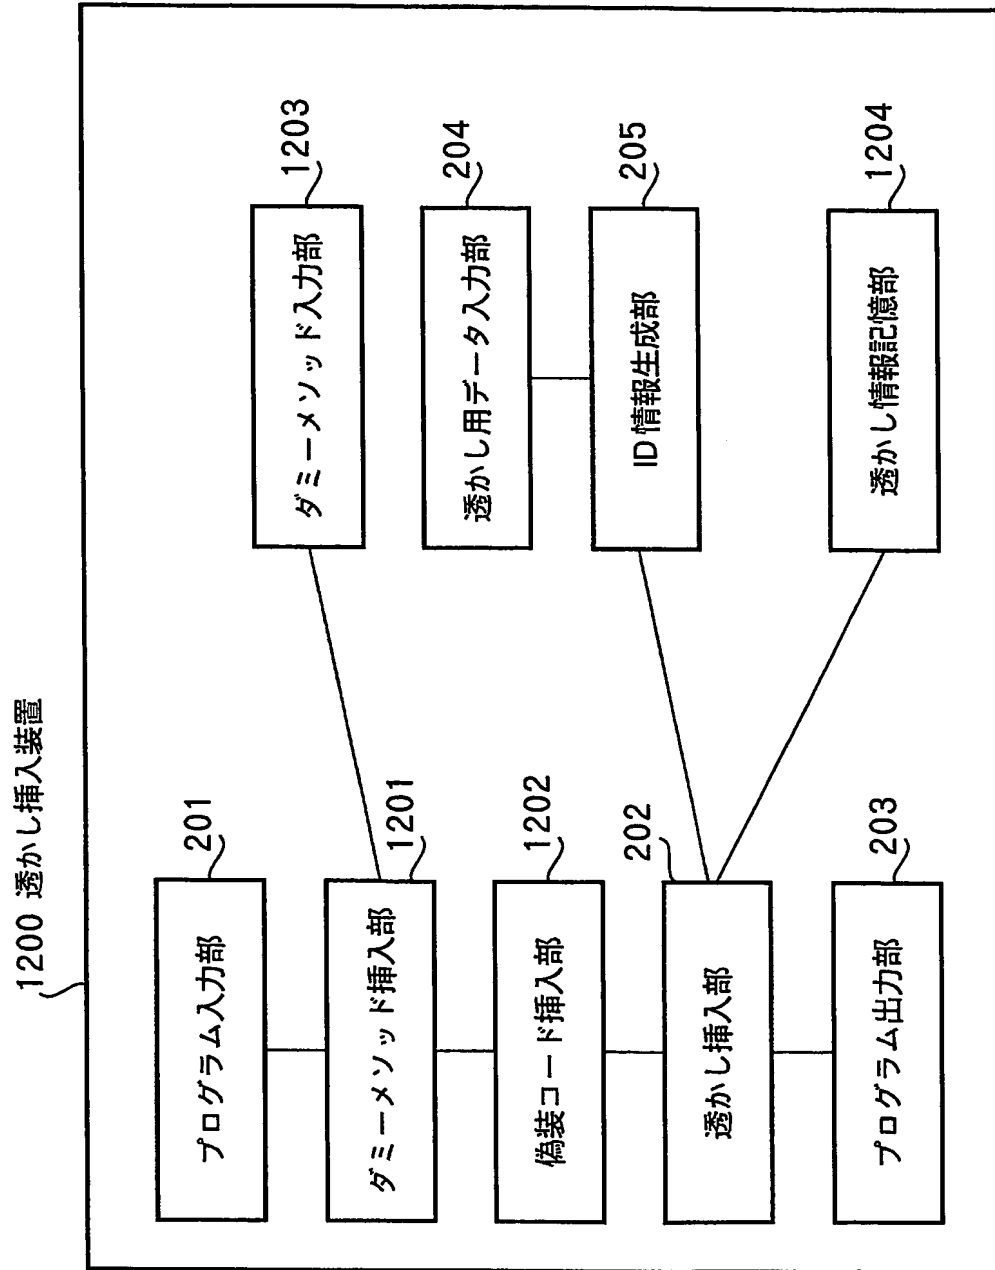 1200 透かし挿入装置
201
プログラム入力部
1201
ダミーメソッド挿入部
1202
偽装コード挿入部
202
透かし挿入部
203
プログラム出力部
1203
ダミーメソッド入力部
204
透かし用データ入力部
205
ID情報生成部
1204
透かし情報記憶部